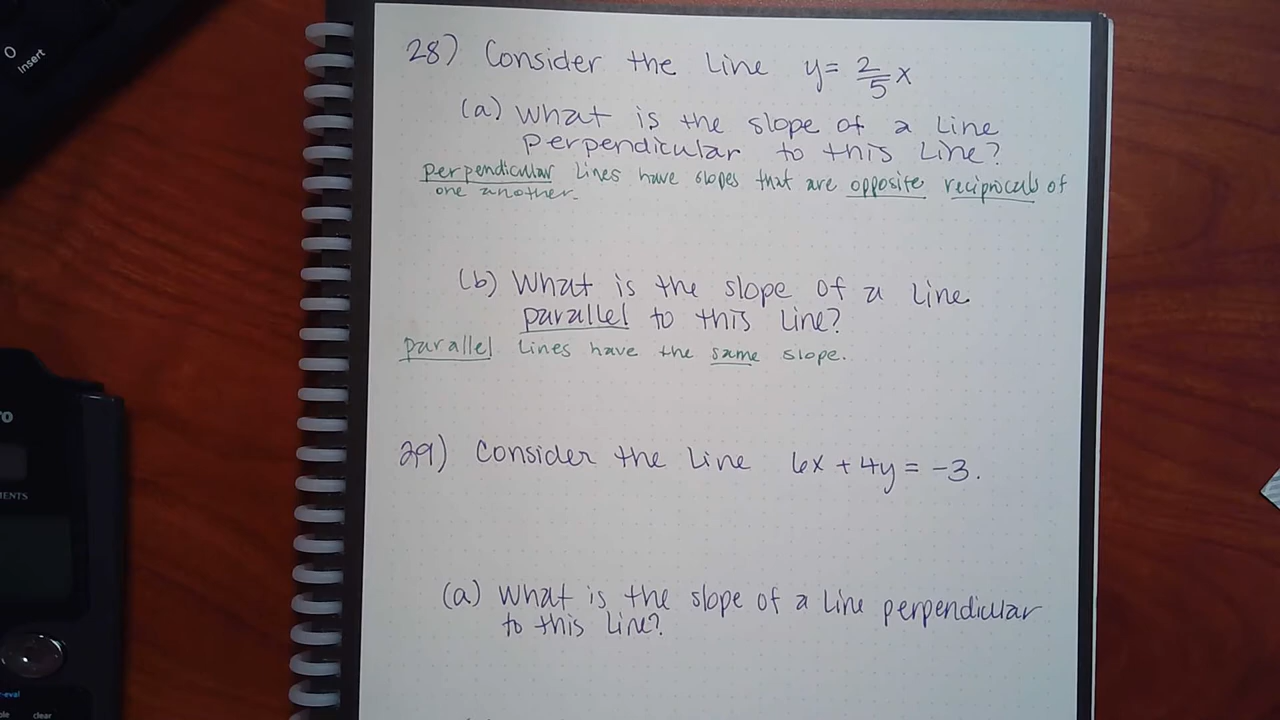 O
Insert
28) Consider the line y = 2/5 x
(a) What is the slope of a line
perpendicular to this line?
perpendicular lines have slopes that are opposite reciprocals of
one another.
(b) What is the slope of a line
parallel to this line?
parallel lines have the same slope.
29) Consider the line 6x + 4y = -3.
(a) What is the slope of a line perpendicular
to this line?
clear